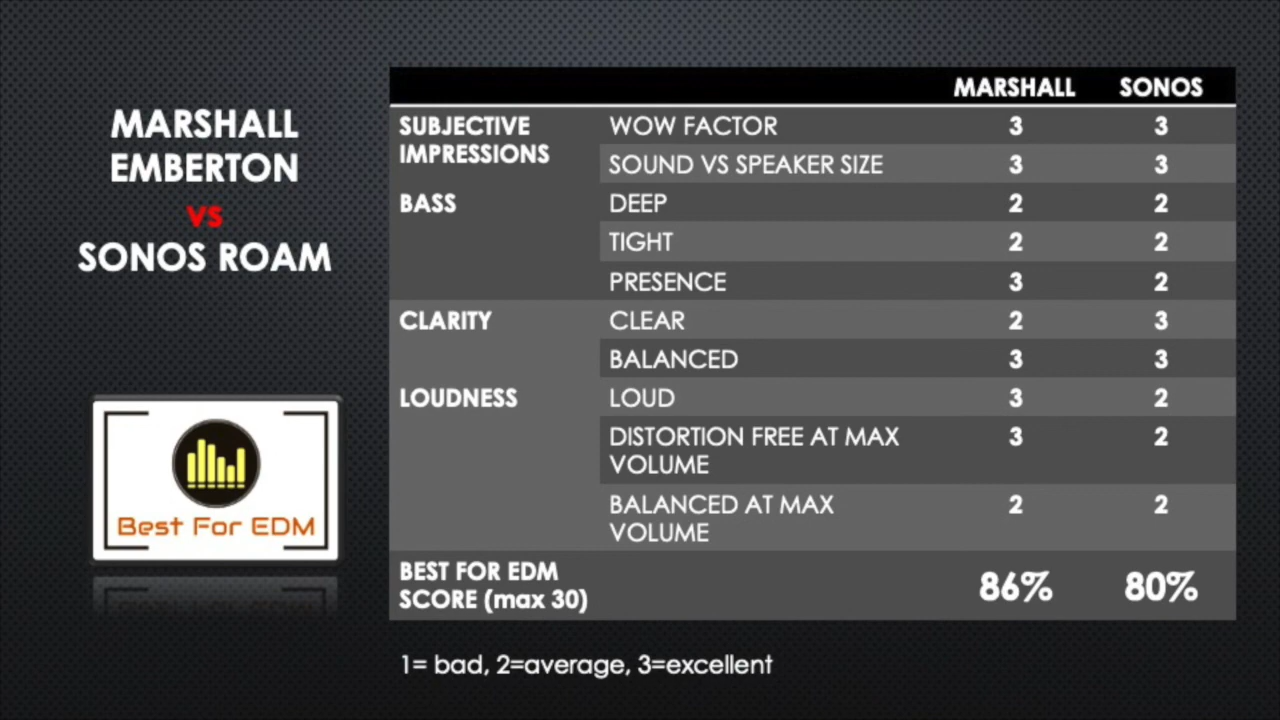 MARSHALL
EMBERTON
VS
SONOS ROAM
Best For EDM
MARSHALL SONOS
SUBJECTIVE IMPRESSIONS
WOW FACTOR 3 3
SOUND VS SPEAKER SIZE 3 3
BASS
DEEP 2 2
TIGHT 2 2
PRESENCE 3 2
CLARITY
CLEAR 2 3
BALANCED 3 3
LOUDNESS
LOUD 3 2
DISTORTION FREE AT MAX
VOLUME 3 2
BALANCED AT MAX
VOLUME 2 2
BEST FOR EDM
SCORE (max 30) 86% 80%
1= bad, 2=average, 3=excellent